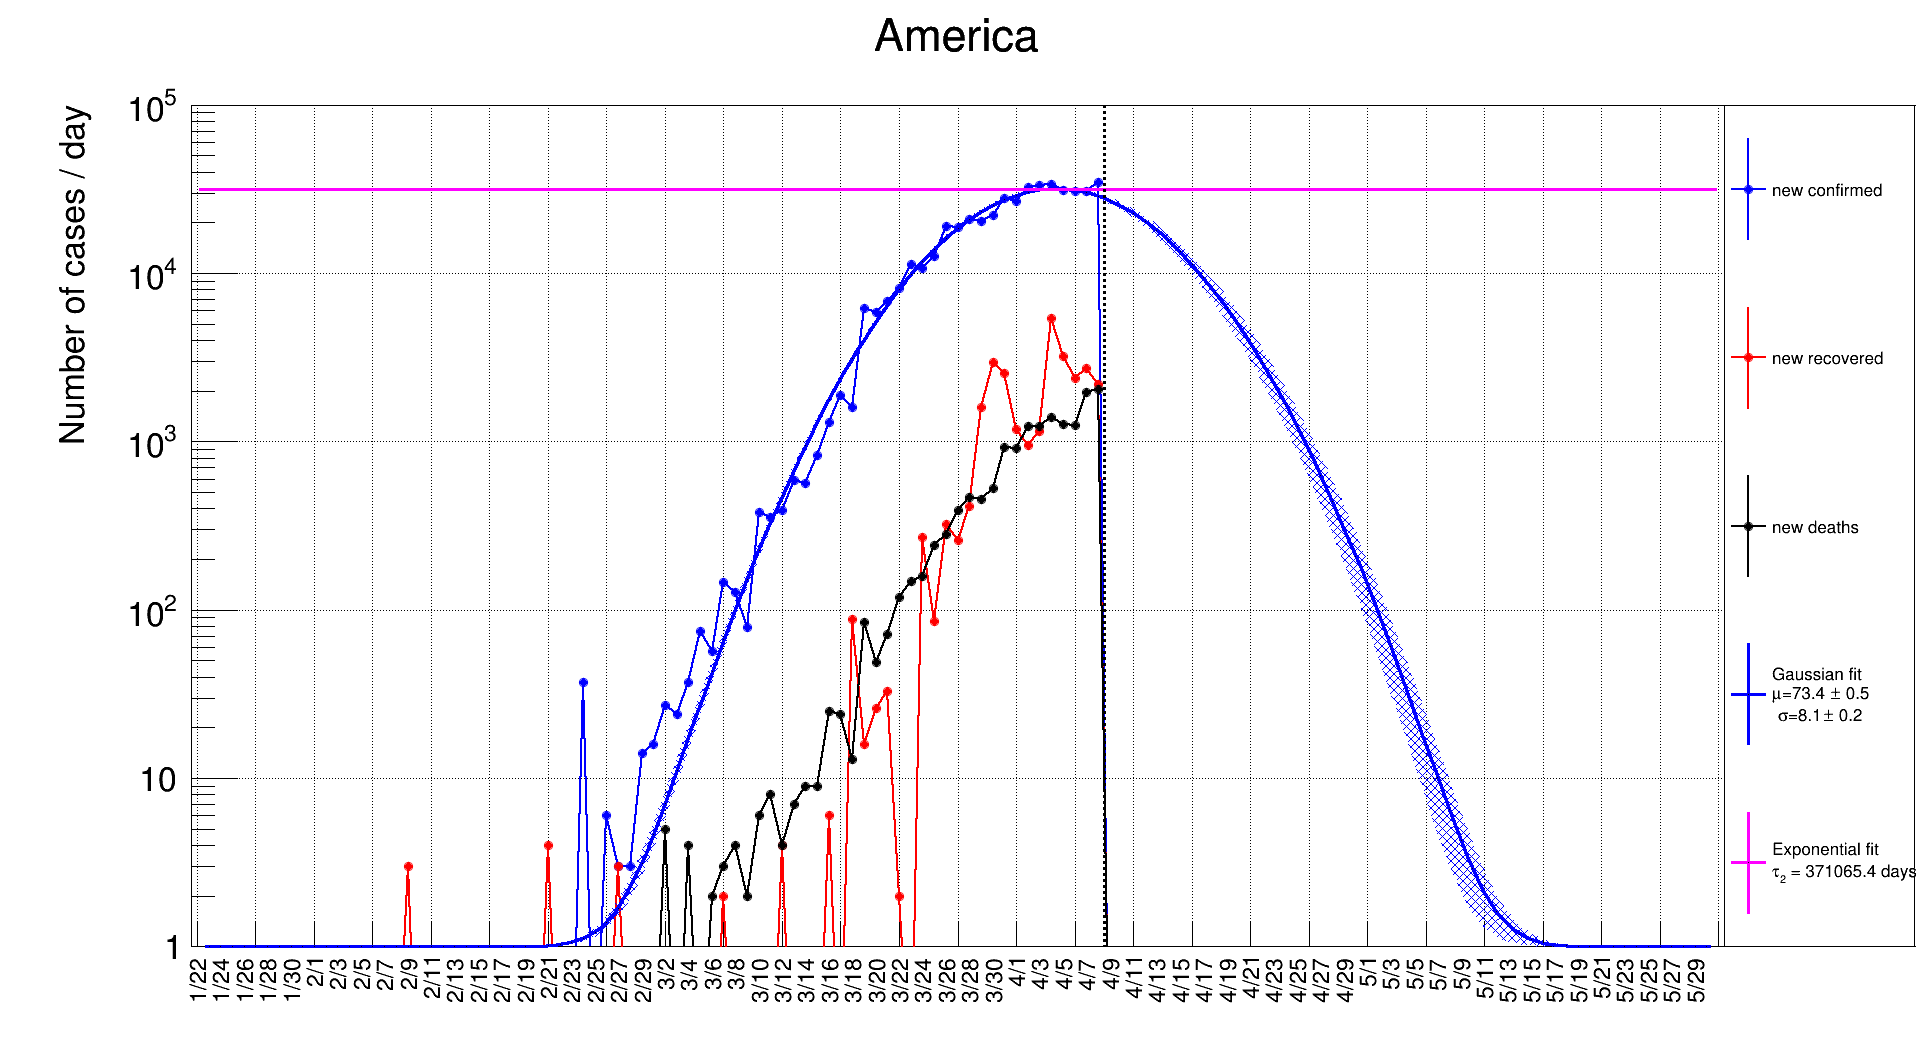 America
Number of cases / day
10^5
10^4
10^3
10^2
10
1
1/22 1/24 1/26 1/28 1/30 2/1 2/3 2/5 2/7 2/9 2/11 2/13 2/15 2/17 2/19 2/21 2/23 2/25 2/27 2/29 3/2 3/4 3/6 3/8 3/10 3/12 3/14 3/16 3/18 3/20 3/22 3/24 3/26 3/28 3/30 4/1 4/3 4/5 4/7 4/9 4/11 4/13 4/15 4/17 4/19 4/21 4/23 4/25 4/27 4/29 5/1 5/3 5/5 5/7 5/9 5/11 5/13 5/15 5/17 5/19 5/21 5/23 5/25 5/27 5/29
new confirmed
new recovered
new deaths
Gaussian fit
μ=73.4 ± 0.5
σ=8.1± 0.2
Exponential fit
τ₂ = 371065.4 days